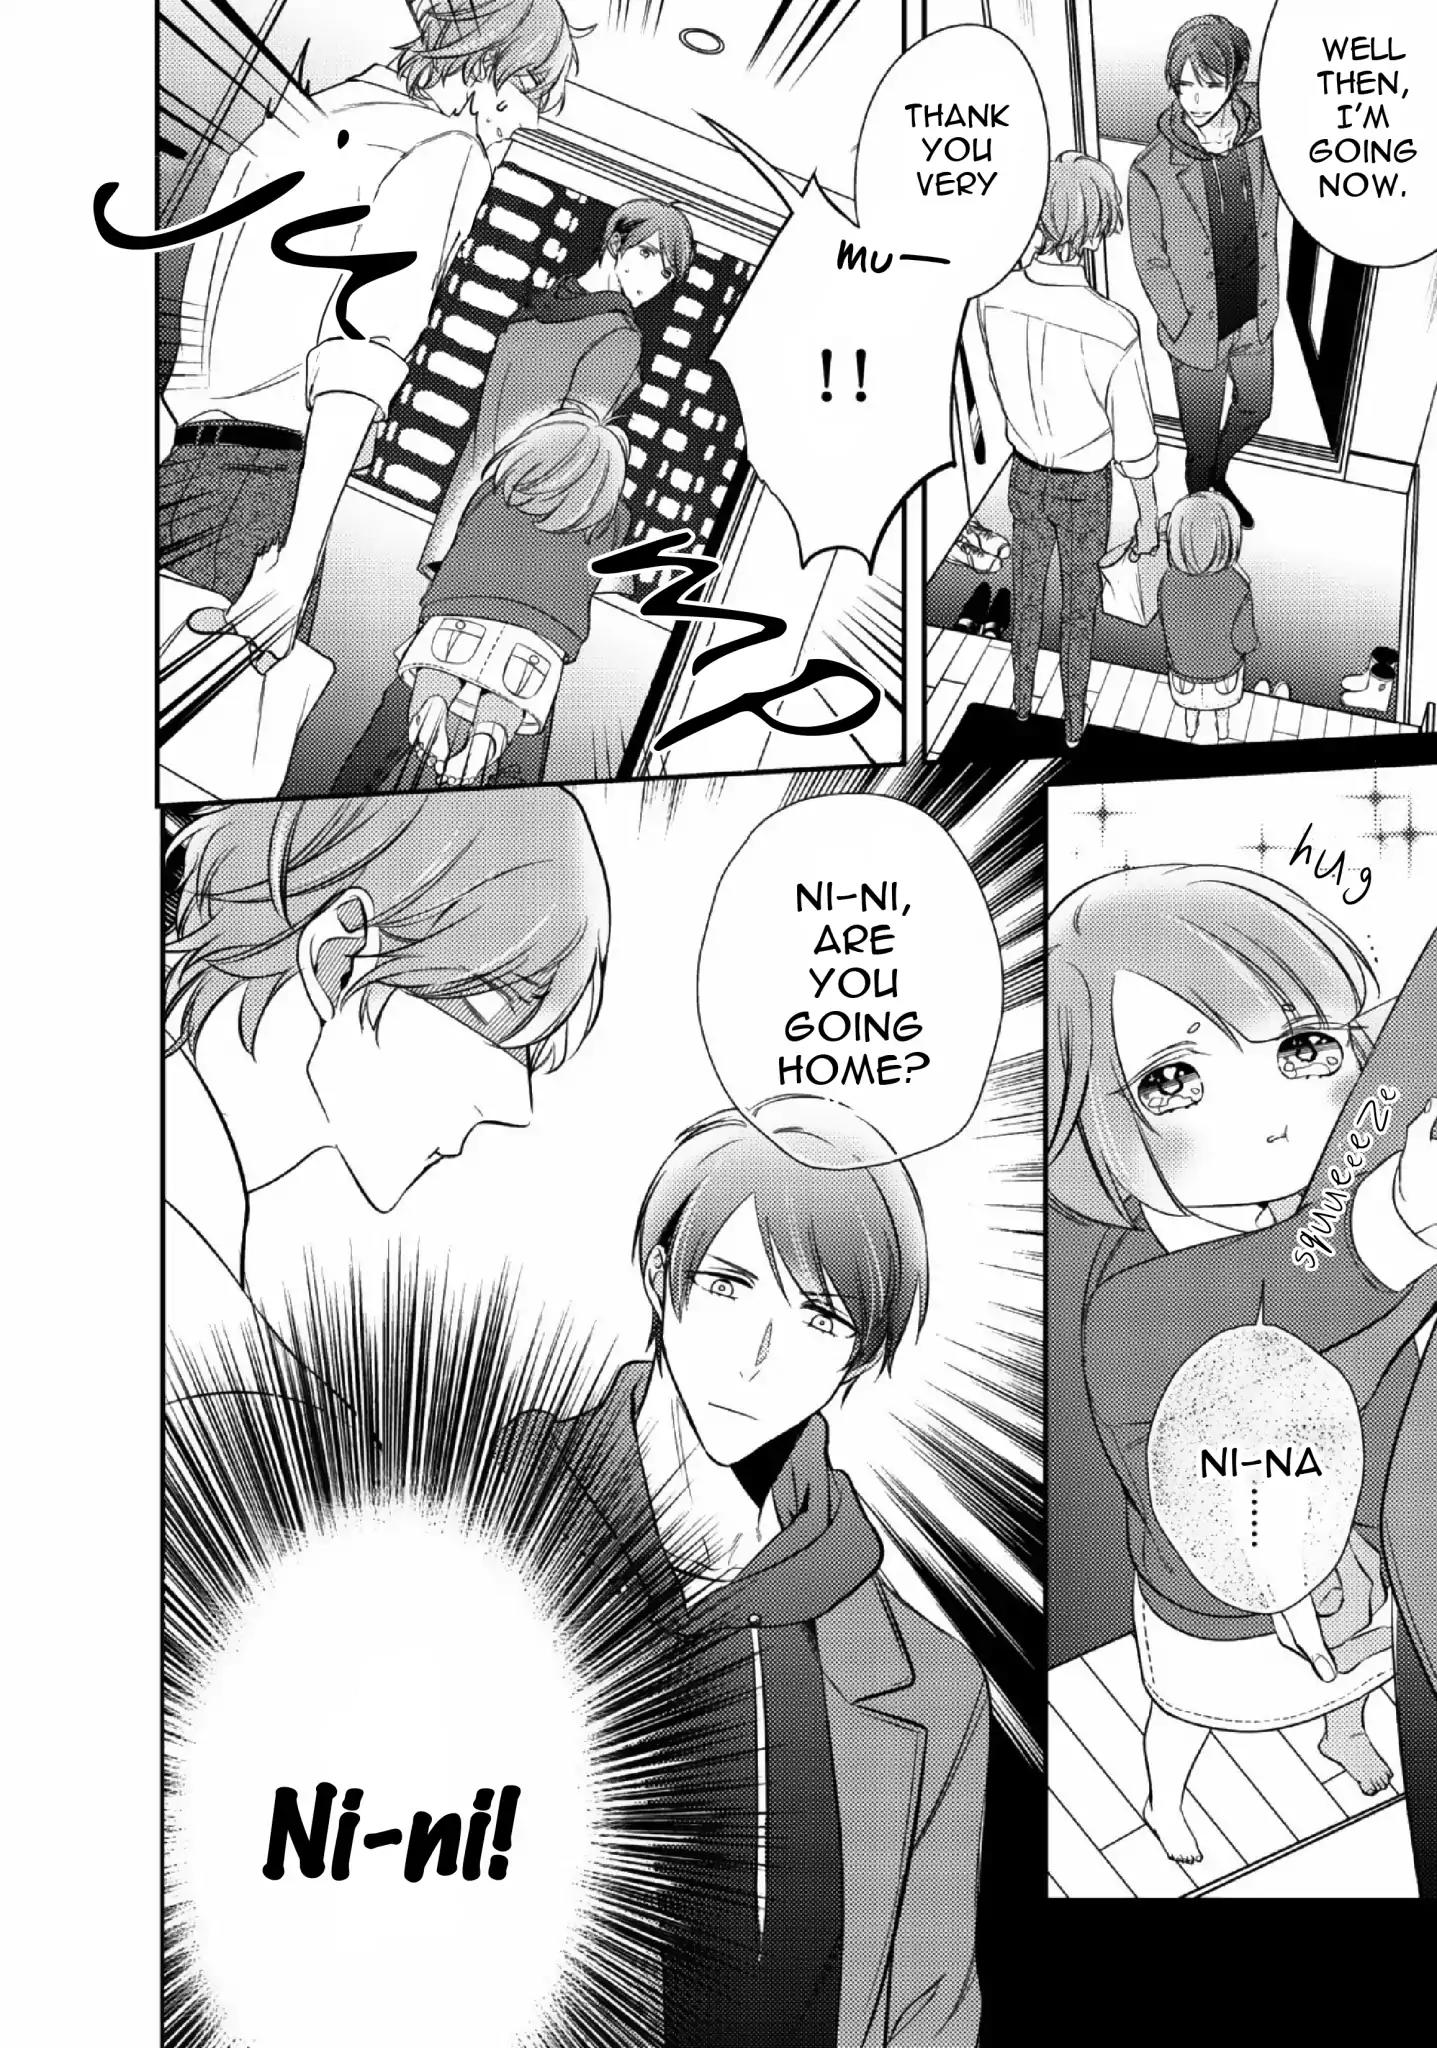 WELL
THEN,
I'M
GOING
NOW.
THANK
YOU
VERY
mu—
!!
hug
squueeeZe
NI-NA
NI-NI,
ARE
YOU
GOING
HOME?
Ni-ni!